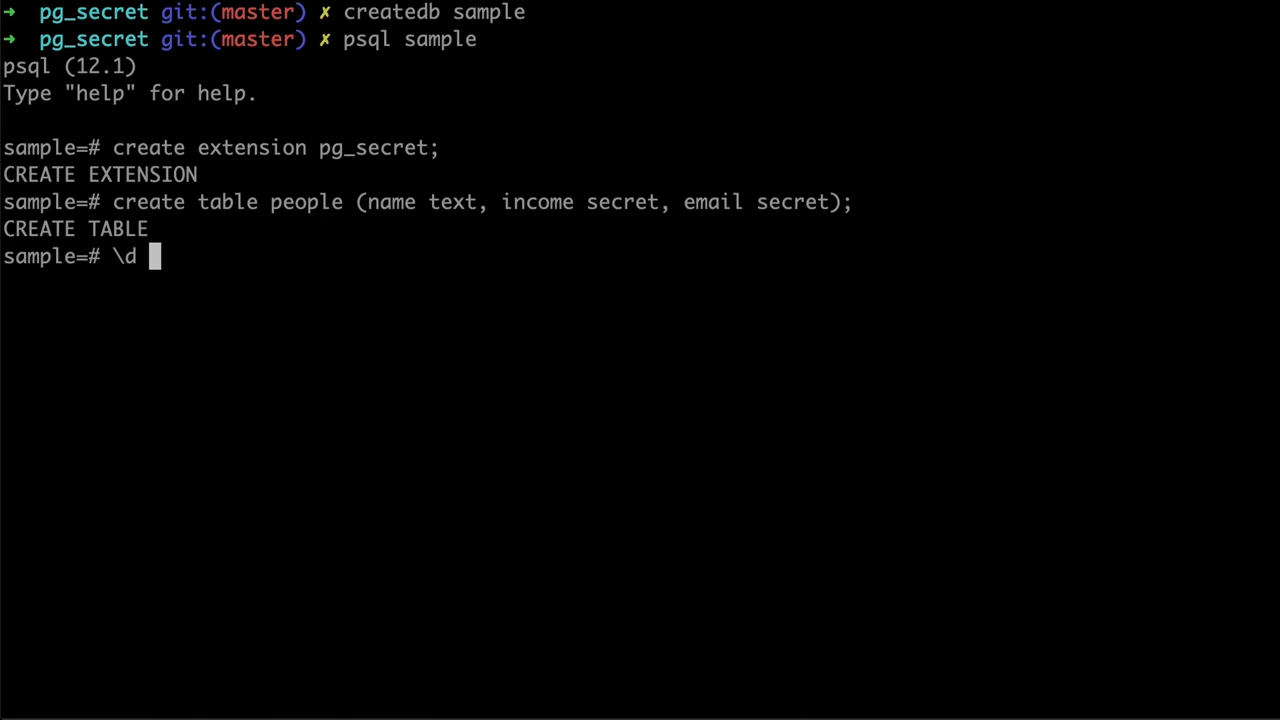 ➜  pg_secret git:(master) ✗ createdb sample
➜  pg_secret git:(master) ✗ psql sample
psql (12.1)
Type "help" for help.
sample=# create extension pg_secret;
CREATE EXTENSION
sample=# create table people (name text, income secret, email secret);
CREATE TABLE
sample=# \d